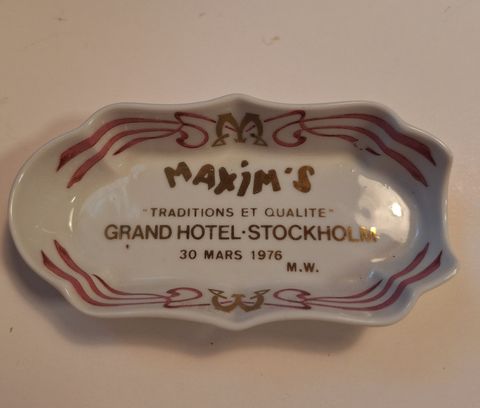 M
MAXIM'S
"TRADITIONS ET QUALITE"
GRAND HOTEL·STOCKHOLM
30 MARS 1976
M.W.
M